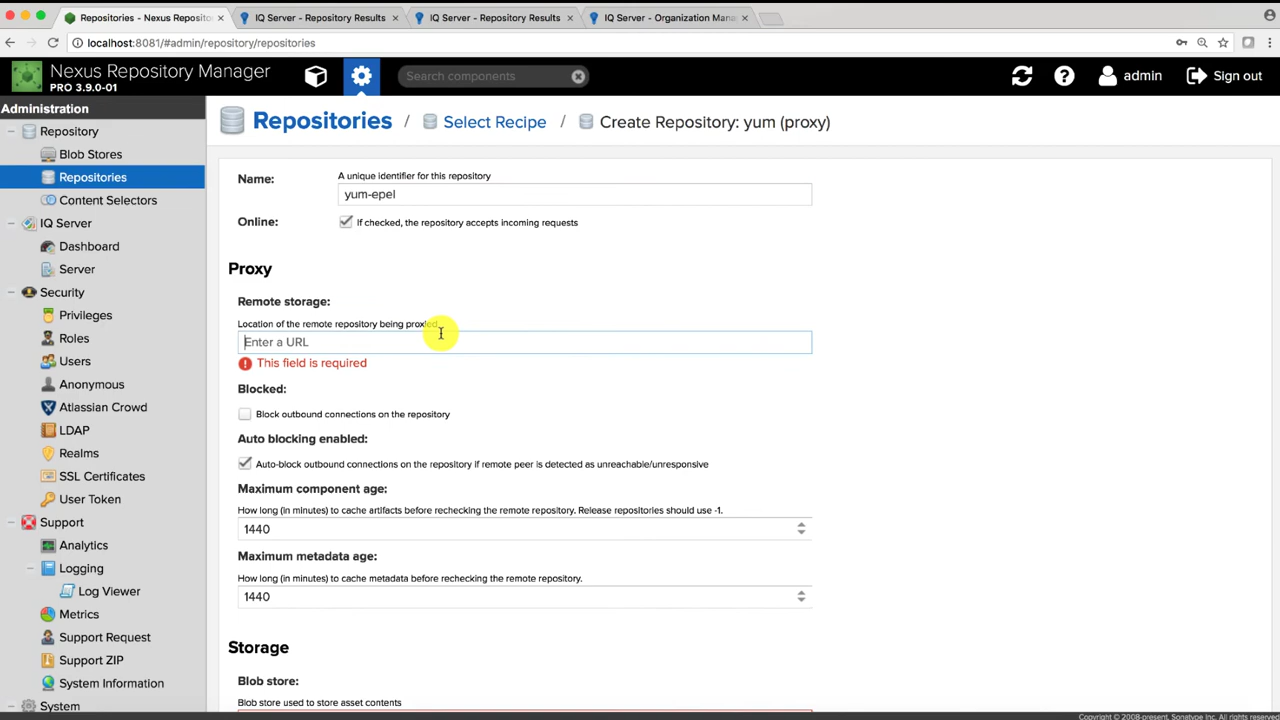 Repositories - Nexus Reposito
IQ Server - Repository Results
IQ Server - Repository Results
IQ Server - Organization Mana
localhost:8081/#admin/repository/repositories
Nexus Repository Manager
PRO 3.9.0-01
Search components
admin
Sign out
Administration
Repository
Blob Stores
Repositories
Content Selectors
IQ Server
Dashboard
Server
Security
Privileges
Roles
Users
Anonymous
Atlassian Crowd
LDAP
Realms
SSL Certificates
User Token
Support
Analytics
Logging
Log Viewer
Metrics
Support Request
Support ZIP
System Information
System
Repositories / Select Recipe / Create Repository: yum (proxy)
Name:
A unique identifier for this repository
yum-epel
Online:
If checked, the repository accepts incoming requests
Proxy
Remote storage:
Location of the remote repository being proxied
Enter a URL
This field is required
Blocked:
Block outbound connections on the repository
Auto blocking enabled:
Auto-block outbound connections on the repository if remote peer is detected as unreachable/unresponsive
Maximum component age:
How long (in minutes) to cache artifacts before rechecking the remote repository. Release repositories should use -1.
1440
Maximum metadata age:
How long (in minutes) to cache metadata before rechecking the remote repository.
1440
Storage
Blob store:
Blob store used to store asset contents
Copyright © 2008-present, Sonatype Inc. All rights reserved